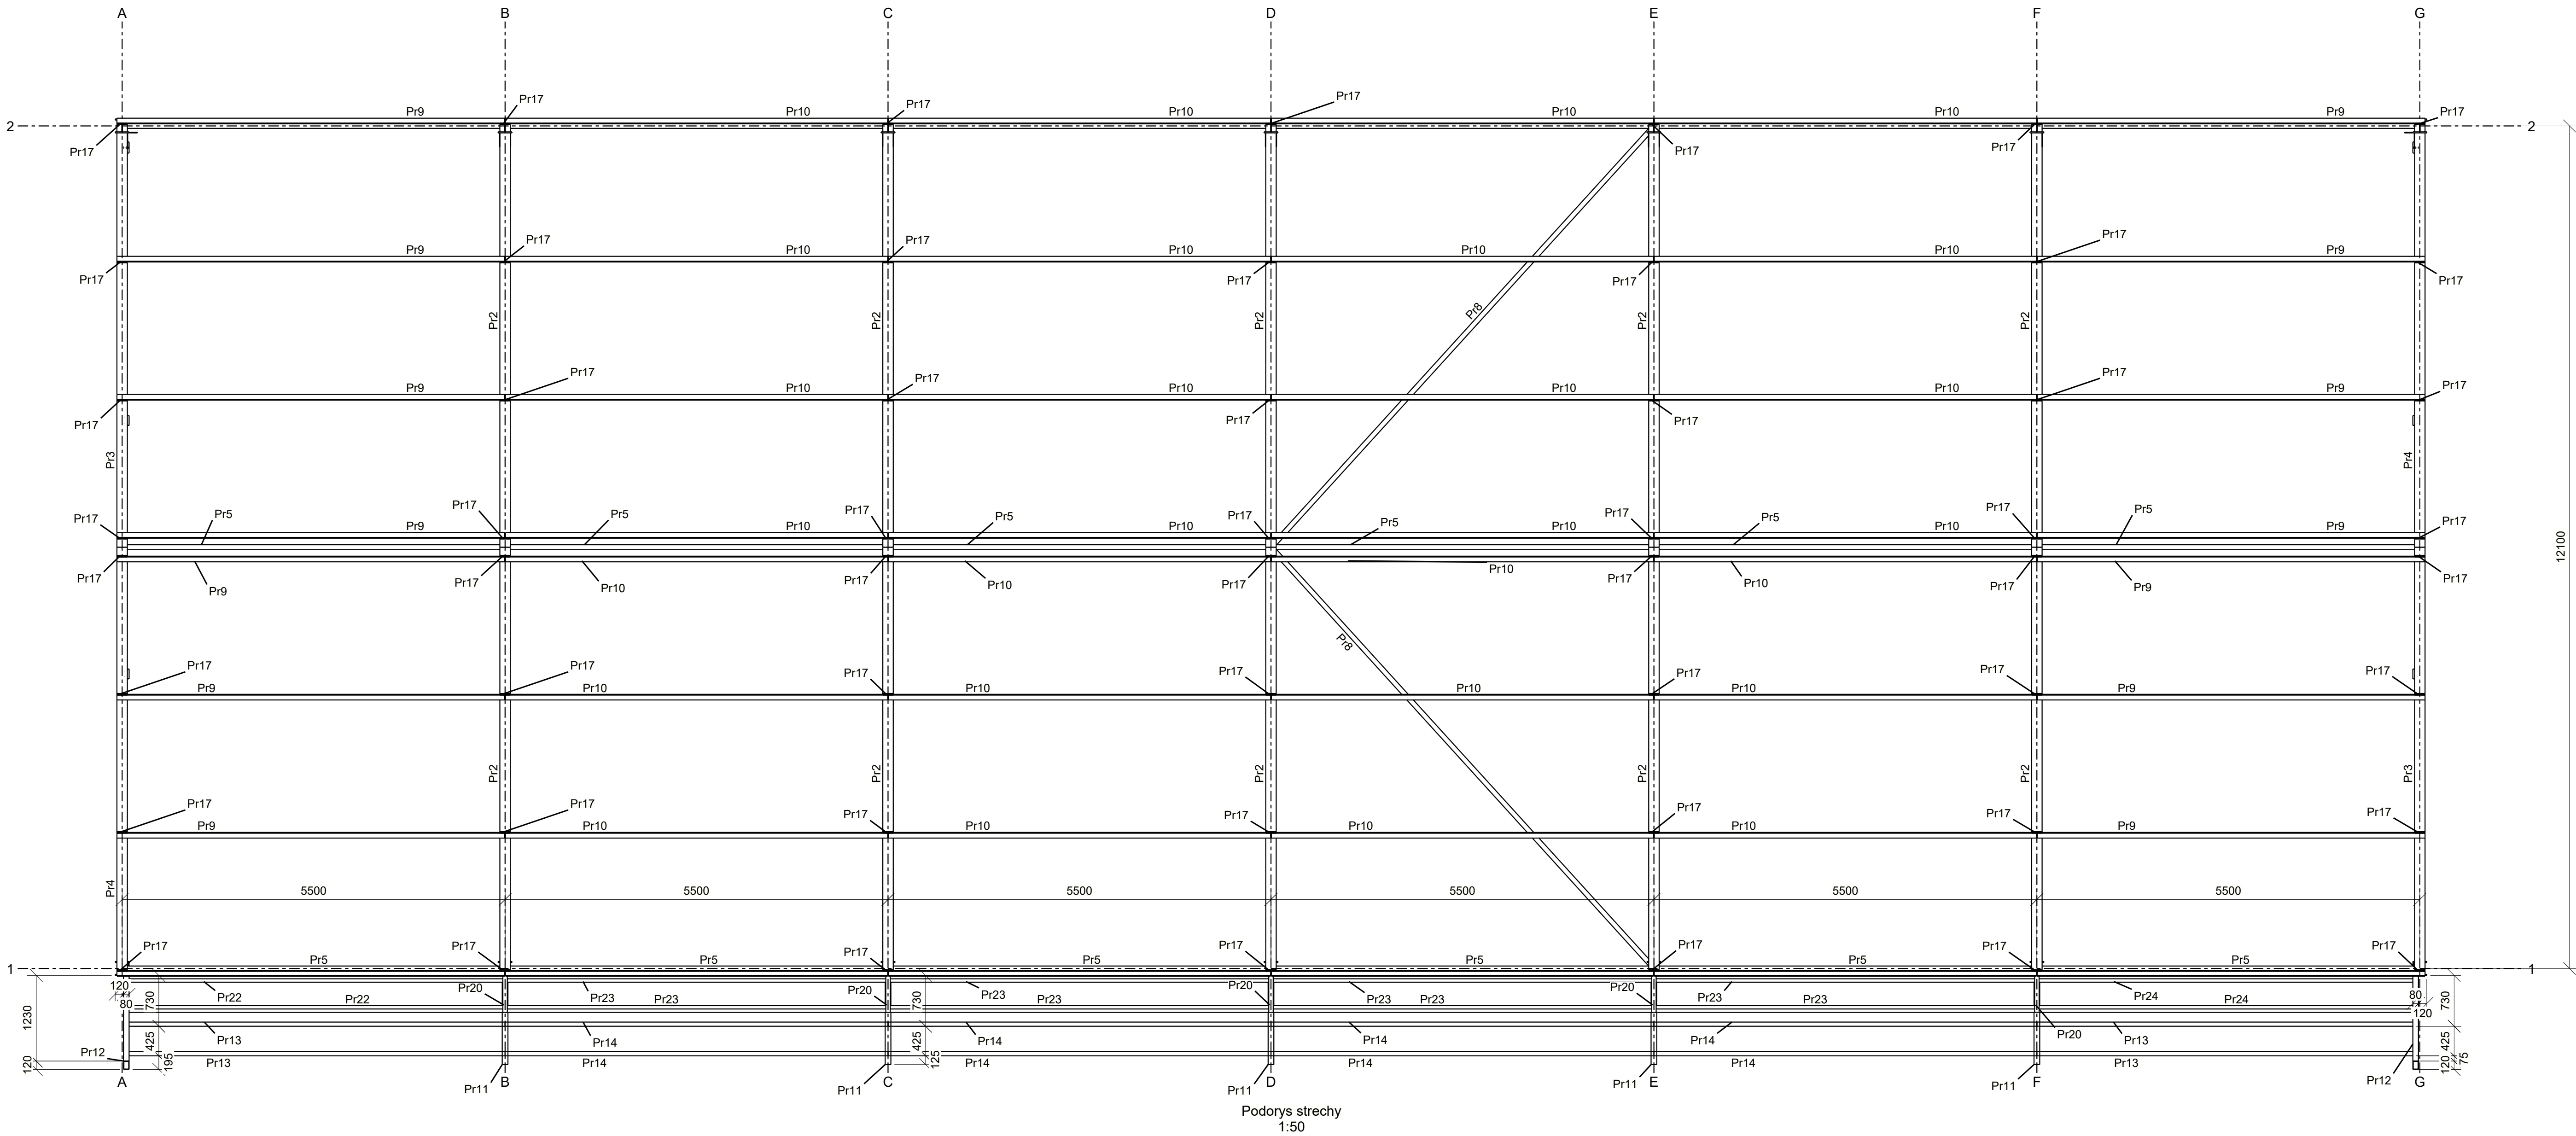 A B C D E F G
Pr9 Pr17 Pr10 Pr17 Pr10 Pr17 Pr10 Pr10 Pr9 Pr17
2 2
Pr17 Pr17 Pr17
Pr9 Pr17 Pr10 Pr17 Pr10 Pr10 Pr10 Pr17 Pr9
Pr17 Pr17 Pr17 Pr17
Pr2 Pr2 Pr2 Pr8 Pr2 Pr2
Pr9 Pr17 Pr10 Pr17 Pr10 Pr10 Pr10 Pr17 Pr9 Pr17
Pr17 Pr17 Pr17
Pr3 Pr4
Pr17 Pr5 Pr9 Pr17 Pr5 Pr10 Pr17 Pr5 Pr10 Pr17 Pr5 Pr10 Pr17 Pr5 Pr10 Pr17 Pr5 Pr9 Pr17
12100
Pr17 Pr9 Pr17 Pr10 Pr17 Pr10 Pr17 Pr10 Pr17 Pr10 Pr17 Pr9 Pr17
Pr8
Pr17 Pr17 Pr17 Pr17 Pr17 Pr17 Pr17
Pr9 Pr10 Pr10 Pr10 Pr10 Pr9
Pr2 Pr2 Pr2 Pr2 Pr2 Pr3
Pr17 Pr17 Pr17 Pr17 Pr17 Pr17 Pr17
Pr9 Pr10 Pr10 Pr10 Pr10 Pr9
Pr4
5500 5500 5500 5500 5500 5500
Pr17 Pr17 Pr17 Pr17 Pr17 Pr17 Pr17
Pr5 Pr5 Pr5 Pr5 Pr5 Pr5
1 1
120 Pr20 Pr20 Pr20 Pr20 80
80 Pr22 Pr22 Pr23 Pr23 Pr23 Pr23 Pr23 Pr23 Pr23 Pr23 Pr24 Pr24
1230 730 730 730 120
Pr20
Pr13 Pr14 Pr14 Pr14 Pr14 Pr13
425 425 425
Pr12 Pr13 Pr14 Pr14 Pr14 Pr14 Pr13
120 195 125 120 75
Pr11 Pr11 Pr11 Pr11 Pr11 Pr12
A B C D E F G
Podorys strechy
1:50